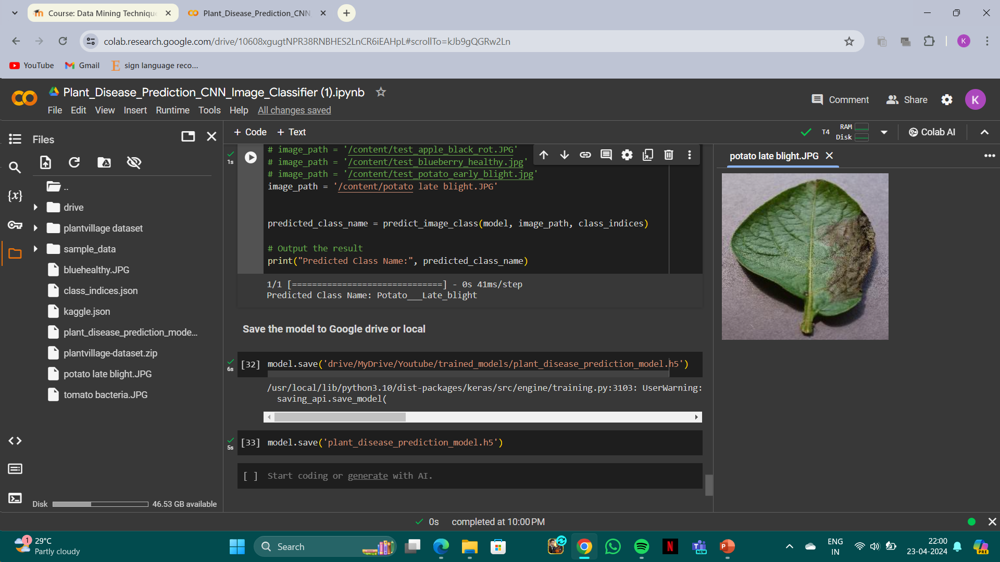 Course: Data Mining Techniqu
Plant_Disease_Prediction_CNN
colab.research.google.com/drive/10608xgugtNPR38RNBHES2LnCR6iEAHpL#scrollTo=kJb9gQGRw2Ln
K
YouTube
Gmail
sign language reco...
Plant_Disease_Prediction_CNN_Image_Classifier (1).ipynb
Comment
Share
K
File Edit View Insert Runtime Tools Help All changes saved
Files
+ Code + Text
T4
RAM
Disk
Colab AI
..
drive
plantvillage dataset
sample_data
bluehealthy.JPG
class_indices.json
kaggle.json
plant_disease_prediction_mode...
plantvillage-dataset.zip
potato late blight.JPG
tomato bacteria.JPG
Disk
46.53 GB available
{x}
1s
# image_path = '/content/test_apple_black_rot.JPG'
# image_path = '/content/test_blueberry_healthy.jpg'
# image_path = '/content/test_potato_early_blight.jpg'
image_path = '/content/potato late blight.JPG'
predicted_class_name = predict_image_class(model, image_path, class_indices)
# Output the result
print("Predicted Class Name:", predicted_class_name)
1/1 [==============================] - 0s 41ms/step
Predicted Class Name: Potato___Late_blight
Save the model to Google drive or local
6s
[32] model.save('drive/MyDrive/Youtube/trained_models/plant_disease_prediction_model.h5')
/usr/local/lib/python3.10/dist-packages/keras/src/engine/training.py:3103: UserWarning:
saving_api.save_model(
5s
[33] model.save('plant_disease_prediction_model.h5')
[ ] Start coding or generate with AI.
potato late blight.JPG
0s completed at 10:00 PM
1
29°C
Partly cloudy
Search
N
NEW
P
ENG
IN
22:00
23-04-2024
PRE